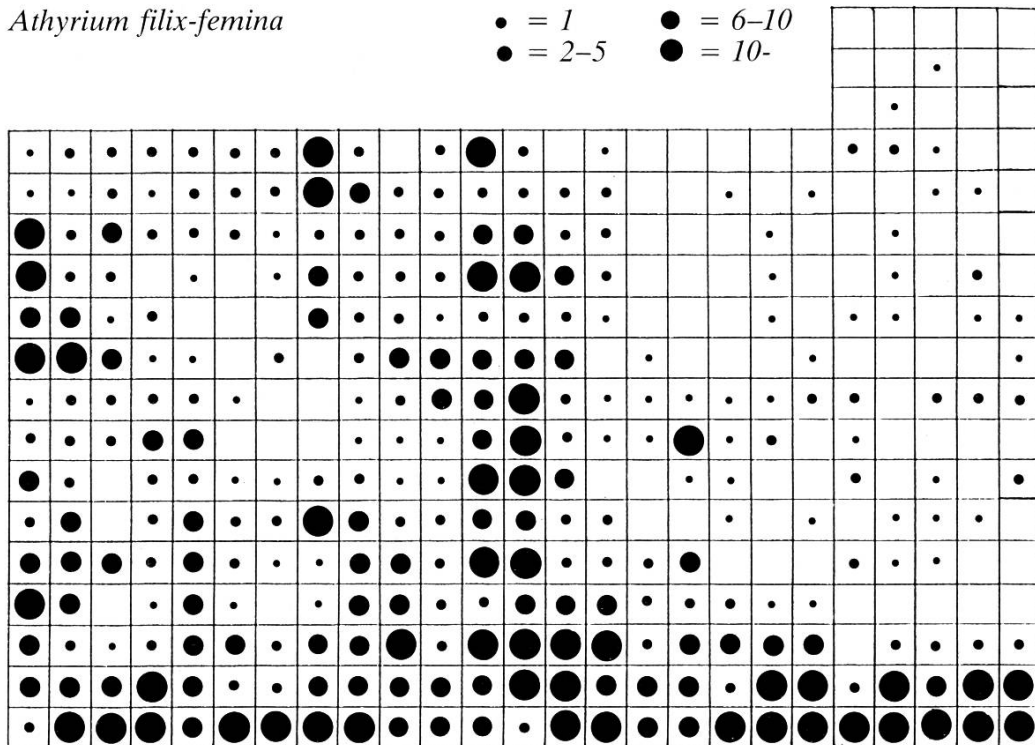 Athyrium filix-femina
● = 1 ● = 6–10
● = 2–5 ● = 10-